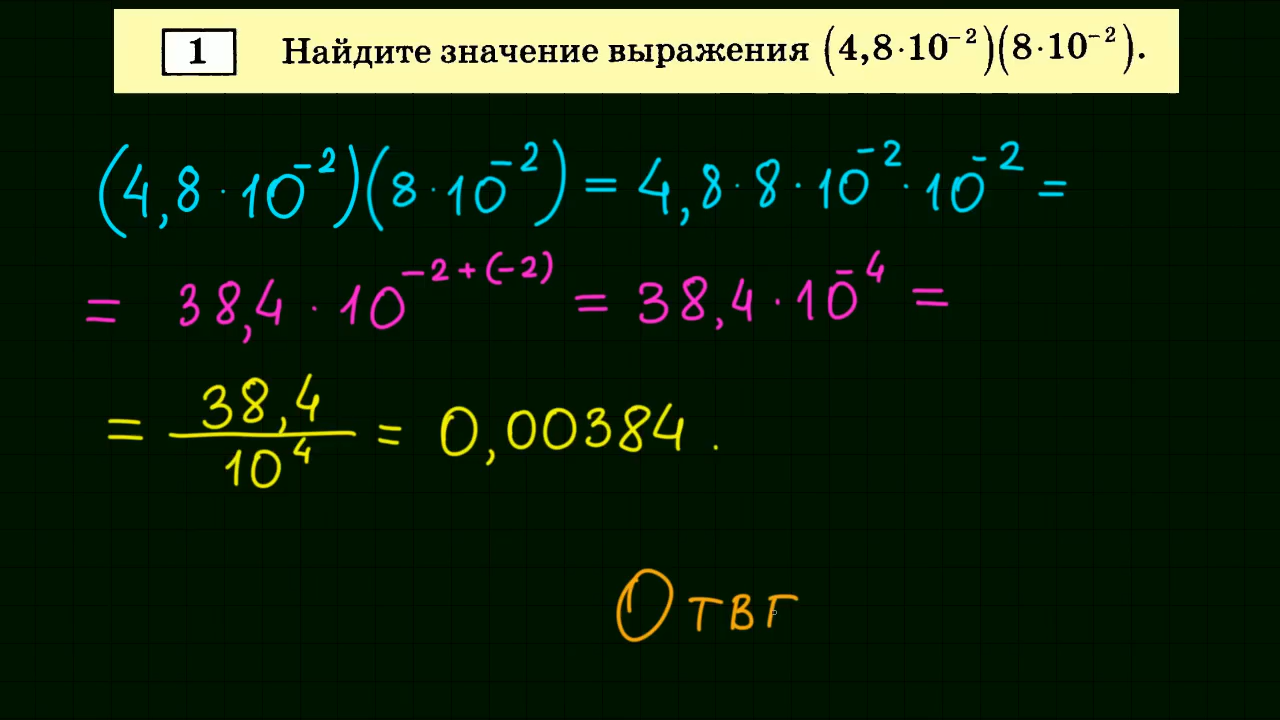 1 Найдите значение выражения (4,8·10⁻²)(8·10⁻²).
(4,8·10⁻²)(8·10⁻²) = 4,8·8·10⁻²·10⁻² =
= 38,4·10⁻²⁺⁽⁻²⁾ = 38,4·10⁻⁴ =
= 38,4/10⁴ = 0,00384.
Отвг